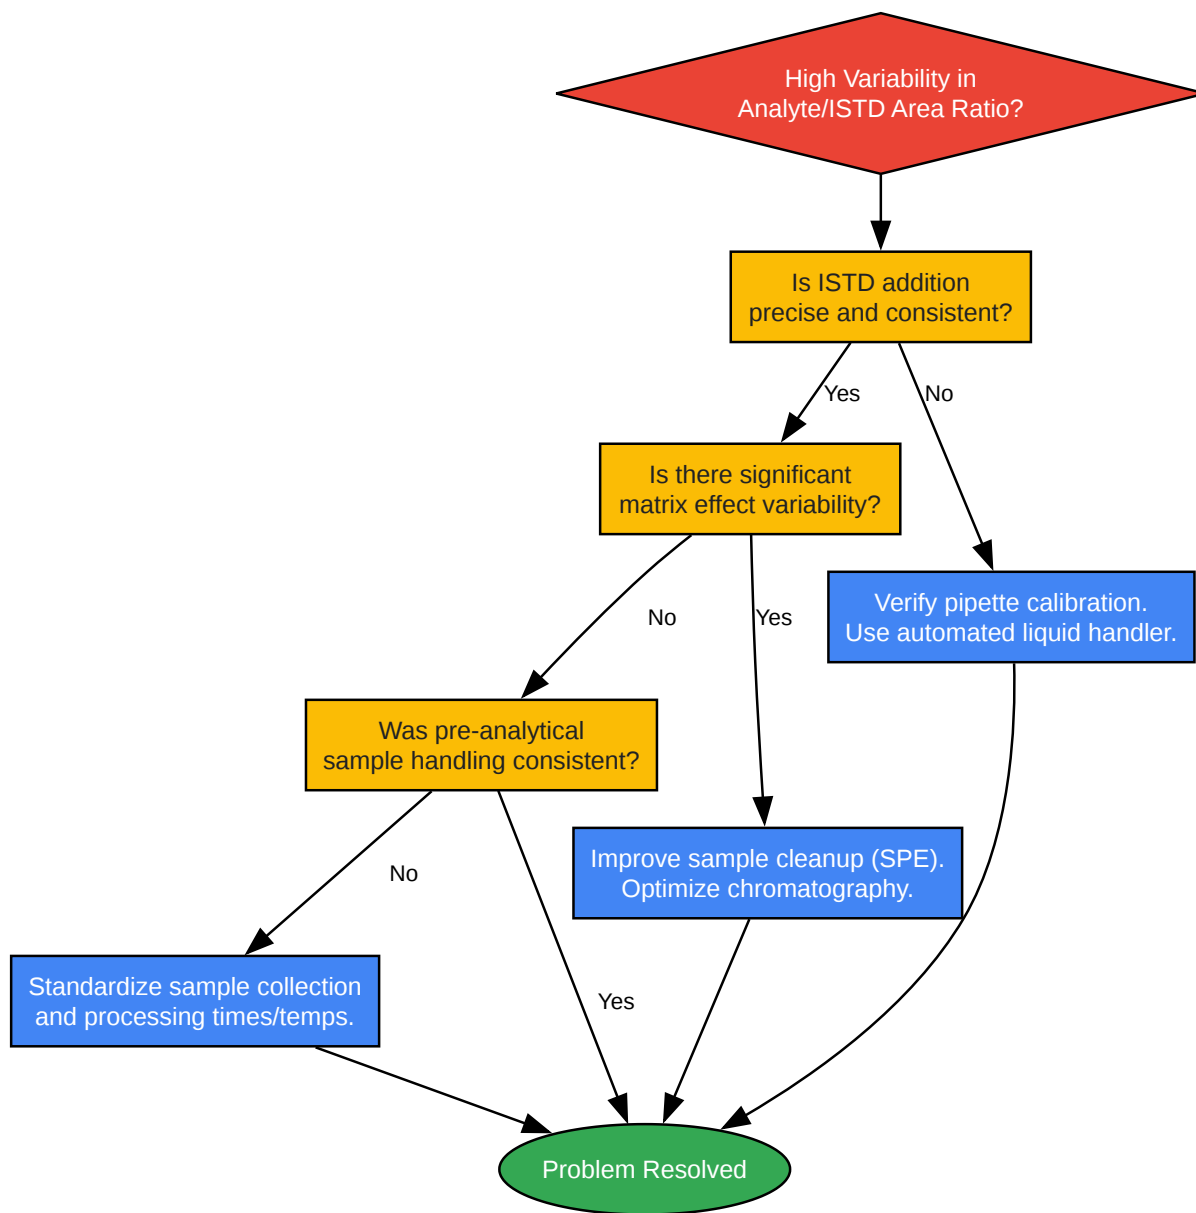 High Variability in
Analyte/ISTD Area Ratio?
Is ISTD addition
precise and consistent?
Yes
No
Is there significant
matrix effect variability?
Verify pipette calibration.
Use automated liquid handler.
No
Yes
Was pre-analytical
sample handling consistent?
Improve sample cleanup (SPE).
Optimize chromatography.
No
Standardize sample collection
and processing times/temps.
Yes
Problem Resolved